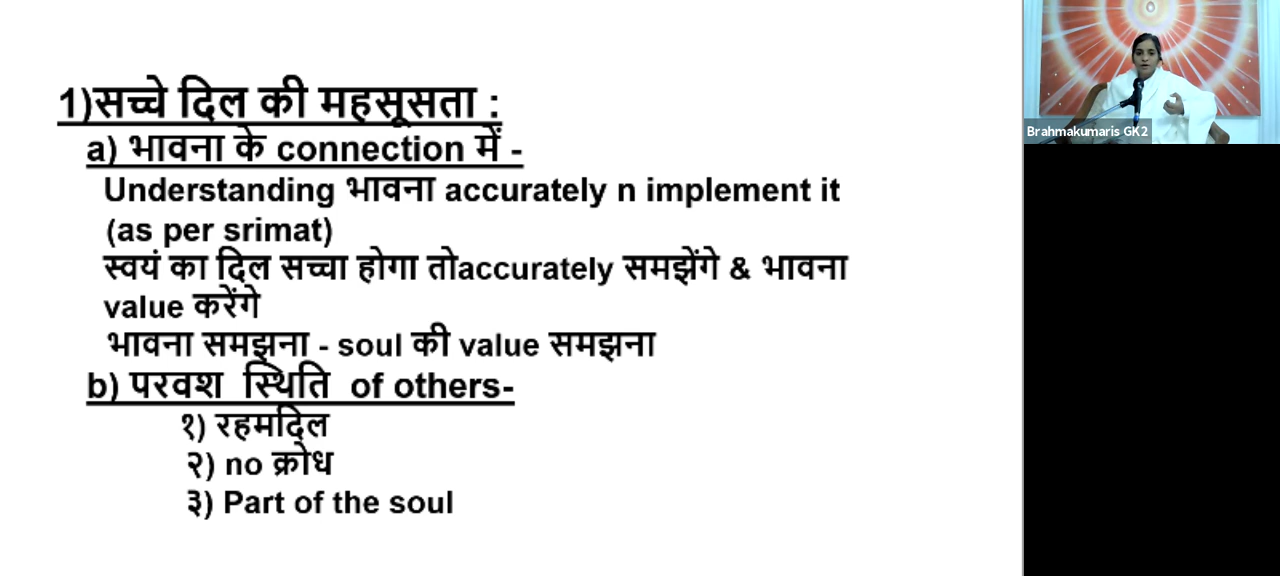 1)सच्चे दिल की महसूसता :
a) भावना के connection में -
Understanding भावना accurately n implement it
(as per srimat)
स्वयं का दिल सच्चा होगा तोaccurately समझेंगे & भावना
value करेंगे
भावना समझना - soul की value समझना
b) परवश स्थिति of others-
१) रहमदिल
२) no क्रोध
३) Part of the soul
Brahmakumaris GK2